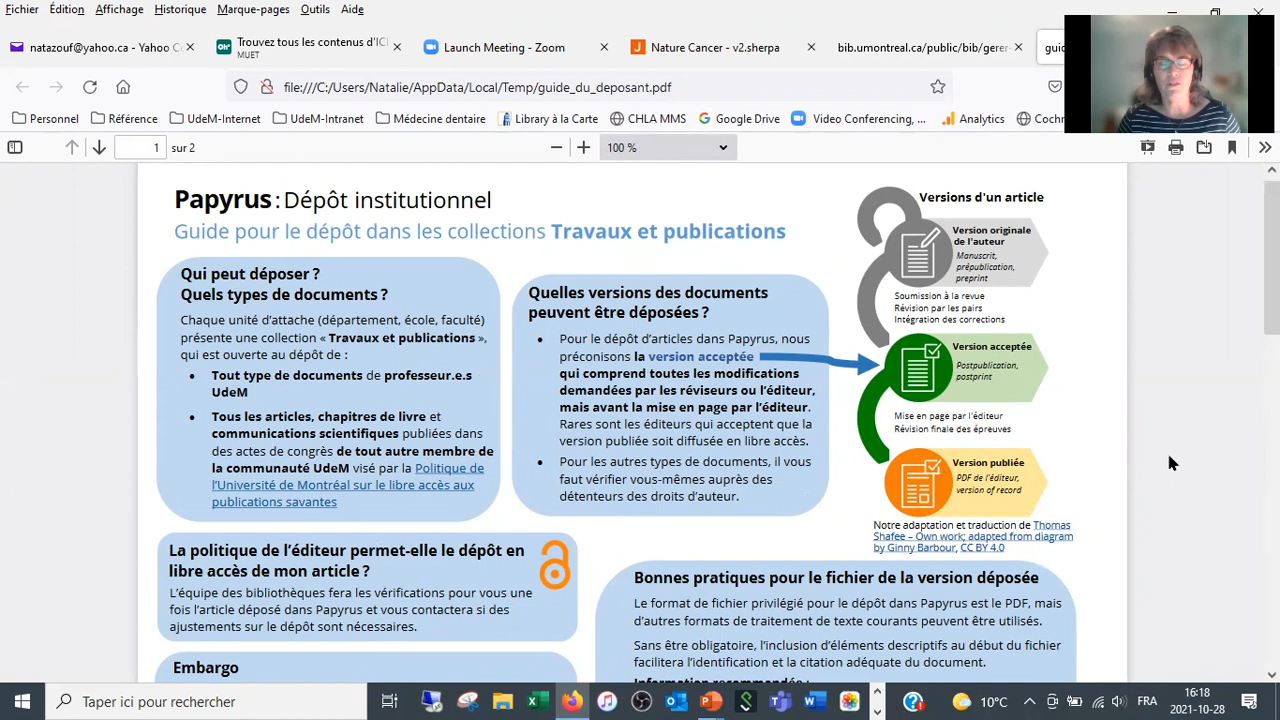 Fichier Édition Affichage Historique Marque-pages Outils Aide
natazouf@yahoo.ca - Yahoo C
Trouvez tous les contenus d'ICI
MUET
Launch Meeting - Zoom
Nature Cancer - v2.sherpa
bib.umontreal.ca/public/bib/gerer-
guid
file:///C:/Users/Natalie/AppData/Local/Temp/guide_du_deposant.pdf
Personnel Référence UdeM-Internet UdeM-Intranet Médecine dentaire Library à la Carte CHLA MMS Google Drive Video Conferencing, ... Analytics
1 sur 2
100 %
Papyrus : Dépôt institutionnel
Guide pour le dépôt dans les collections Travaux et publications
Qui peut déposer ?
Quels types de documents ?
Chaque unité d'attache (département, école, faculté)
présente une collection « Travaux et publications »,
qui est ouverte au dépôt de :
• Tout type de documents de professeur.e.s
UdeM
• Tous les articles, chapitres de livre et
communications scientifiques publiées dans
des actes de congrès de tout autre membre de
la communauté UdeM visé par la Politique de
l'Université de Montréal sur le libre accès aux
publications savantes
Quelles versions des documents
peuvent être déposées ?
• Pour le dépôt d'articles dans Papyrus, nous
préconisons la version acceptée
qui comprend toutes les modifications
demandées par les réviseurs ou l'éditeur,
mais avant la mise en page par l'éditeur.
Rares sont les éditeurs qui acceptent que la
version publiée soit diffusée en libre accès.
• Pour les autres types de documents, il vous
faut vérifier vous-mêmes auprès des
détenteurs des droits d'auteur.
Versions d'un article
Version originale
de l'auteur
Manuscrit,
prépublication,
preprint
Soumission à la revue
Révision par les pairs
Intégration des corrections
Version acceptée
Postpublication,
postprint
Mise en page par l'éditeur
Révision finale des épreuves
Version publiée
PDF de l'éditeur,
version of record
Notre adaptation et traduction de Thomas
Shafee – Own work; adapted from diagram
by Ginny Barbour, CC BY 4.0
La politique de l'éditeur permet-elle le dépôt en
libre accès de mon article ?
L'équipe des bibliothèques fera les vérifications pour vous une
fois l'article déposé dans Papyrus et vous contactera si des
ajustements sur le dépôt sont nécessaires.
Embargo
Bonnes pratiques pour le fichier de la version déposée
Le format de fichier privilégié pour le dépôt dans Papyrus est le PDF, mais
d'autres formats de traitement de texte courants peuvent être utilisés.
Sans être obligatoire, l'inclusion d'éléments descriptifs au début du fichier
facilitera l'identification et la citation adéquate du document.
Information recommandée :
Taper ici pour rechercher
10°C
FRA
16:18
2021-10-28